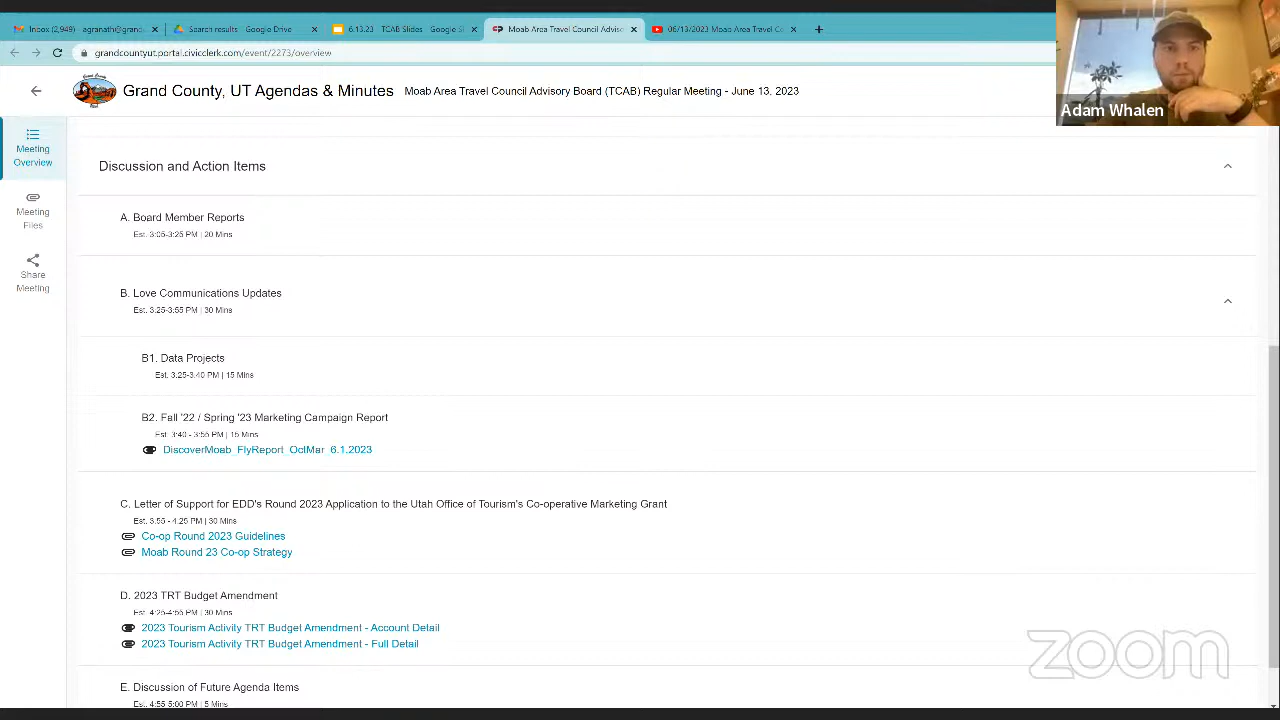 Inbox (2,949) - agranath@grand
Search results - Google Drive
6.13.23 _ TCAB Slides - Google Sl
Moab Area Travel Council Adviso
06/13/2023 Moab Area Travel Co
grandcountyut.portal.civicclerk.com/event/2273/overview
Grand County, UT Agendas & Minutes
Moab Area Travel Council Advisory Board (TCAB) Regular Meeting - June 13, 2023
Adam Whalen
Meeting
Overview
Meeting
Files
Share
Meeting
Discussion and Action Items
A. Board Member Reports
Est. 3:05-3:25 PM | 20 Mins
B. Love Communications Updates
Est. 3:25-3:55 PM | 30 Mins
B1. Data Projects
Est. 3:25-3:40 PM | 15 Mins
B2. Fall '22 / Spring '23 Marketing Campaign Report
Est. 3:40 - 3:55 PM | 15 Mins
DiscoverMoab_FlyReport_OctMar_6.1.2023
C. Letter of Support for EDD's Round 2023 Application to the Utah Office of Tourism's Co-operative Marketing Grant
Est. 3:55 - 4:25 PM | 30 Mins
Co-op Round 2023 Guidelines
Moab Round 23 Co-op Strategy
D. 2023 TRT Budget Amendment
Est. 4:25-4:55 PM | 30 Mins
2023 Tourism Activity TRT Budget Amendment - Account Detail
2023 Tourism Activity TRT Budget Amendment - Full Detail
E. Discussion of Future Agenda Items
Est. 4:55-5:00 PM | 5 Mins
zoom